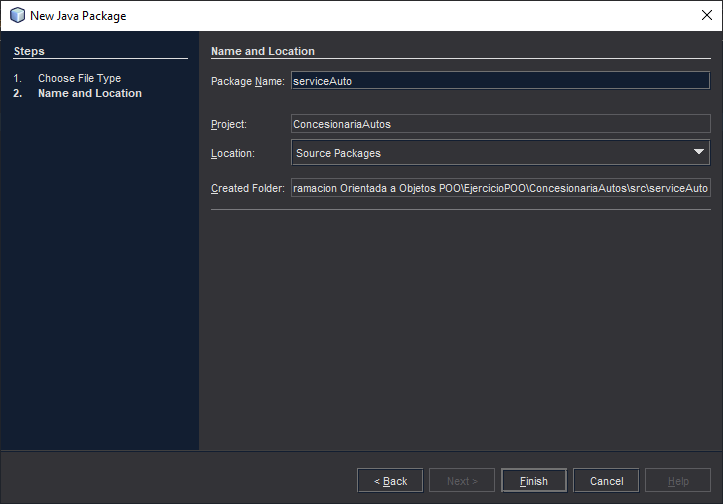 New Java Package
Steps
1. Choose File Type
2. Name and Location
Name and Location
Package Name: serviceAuto
Project: ConcesionariaAutos
Location: Source Packages
Created Folder: ramacion Orientada a Objetos POO\EjercicioPOO\ConcesionariaAutos\src\serviceAuto
< Back
Next >
Finish
Cancel
Help